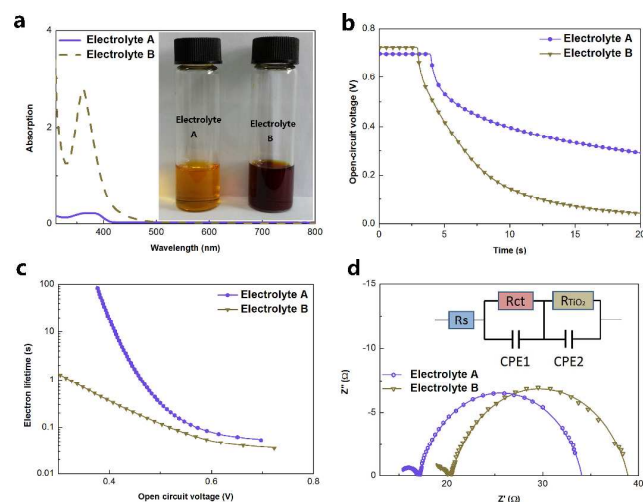 a
Electrolyte A
Electrolyte B
Electrolyte
A
Electrolyte
B
Absorption
4
2
0
400
500
600
700
800
Wavelength (nm)
b
Electrolyte A
Electrolyte B
Open-circuit voltage (V)
0.8
0.6
0.4
0.2
0.0
0
5
10
15
20
Time (s)
c
Electrolyte A
Electrolyte B
Electron lifetime (s)
100
10
1
0.1
0.01
0.4
0.6
0.8
Open circuit voltage (V)
d
Rs
Rct
RTiO₂
CPE1
CPE2
Electrolyte A
Electrolyte B
Z'' (Ω)
-15
-10
-5
0
20
30
40
Z' (Ω)